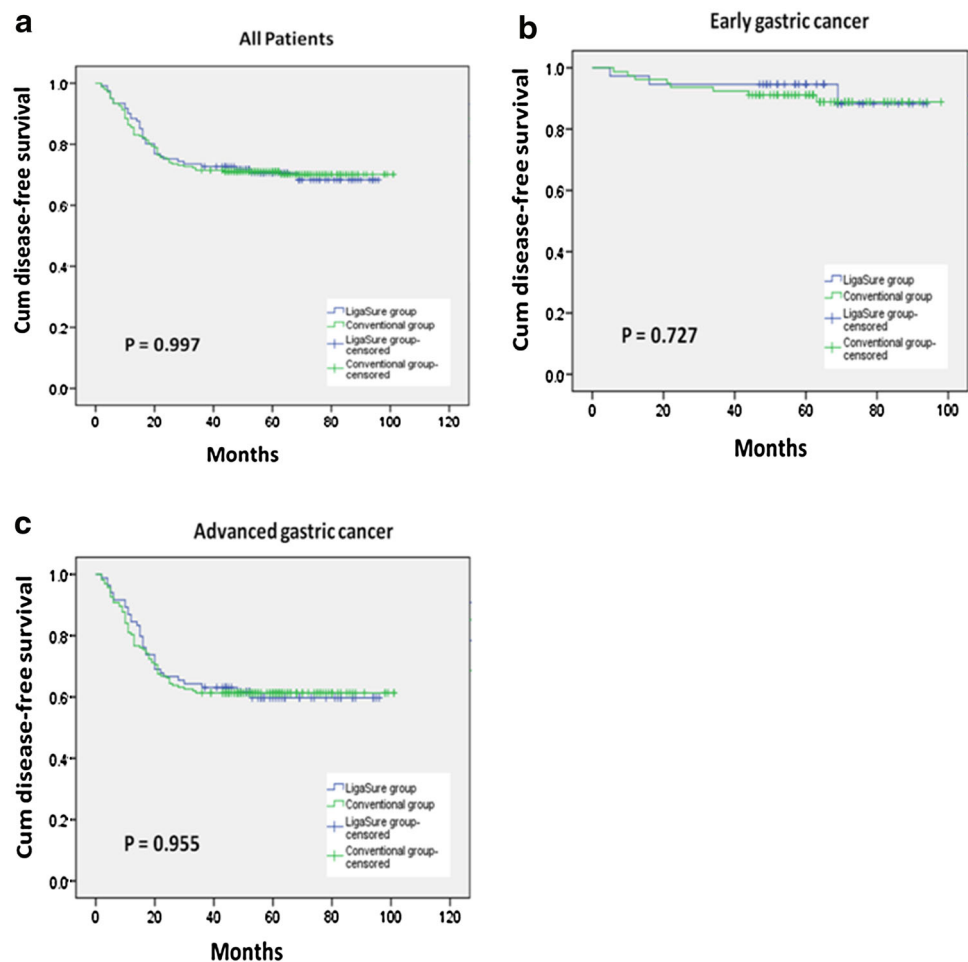 a
All Patients
Cum disease-free survival
1.0
0.8
0.6
0.4
0.2
0.0
LigaSure group
Conventional group
LigaSure group-
censored
Conventional group-
censored
P = 0.997
0 20 40 60 80 100 120
Months
b
Early gastric cancer
Cum disease-free survival
1.0
0.8
0.6
0.4
0.2
0.0
LigaSure group
Conventional group
LigaSure group-
censored
Conventional group-
censored
P = 0.727
0 20 40 60 80 100
Months
c
Advanced gastric cancer
Cum disease-free survival
1.0
0.8
0.6
0.4
0.2
0.0
LigaSure group
Conventional group
LigaSure group-
censored
Conventional group-
censored
P = 0.955
0 20 40 60 80 100 120
Months